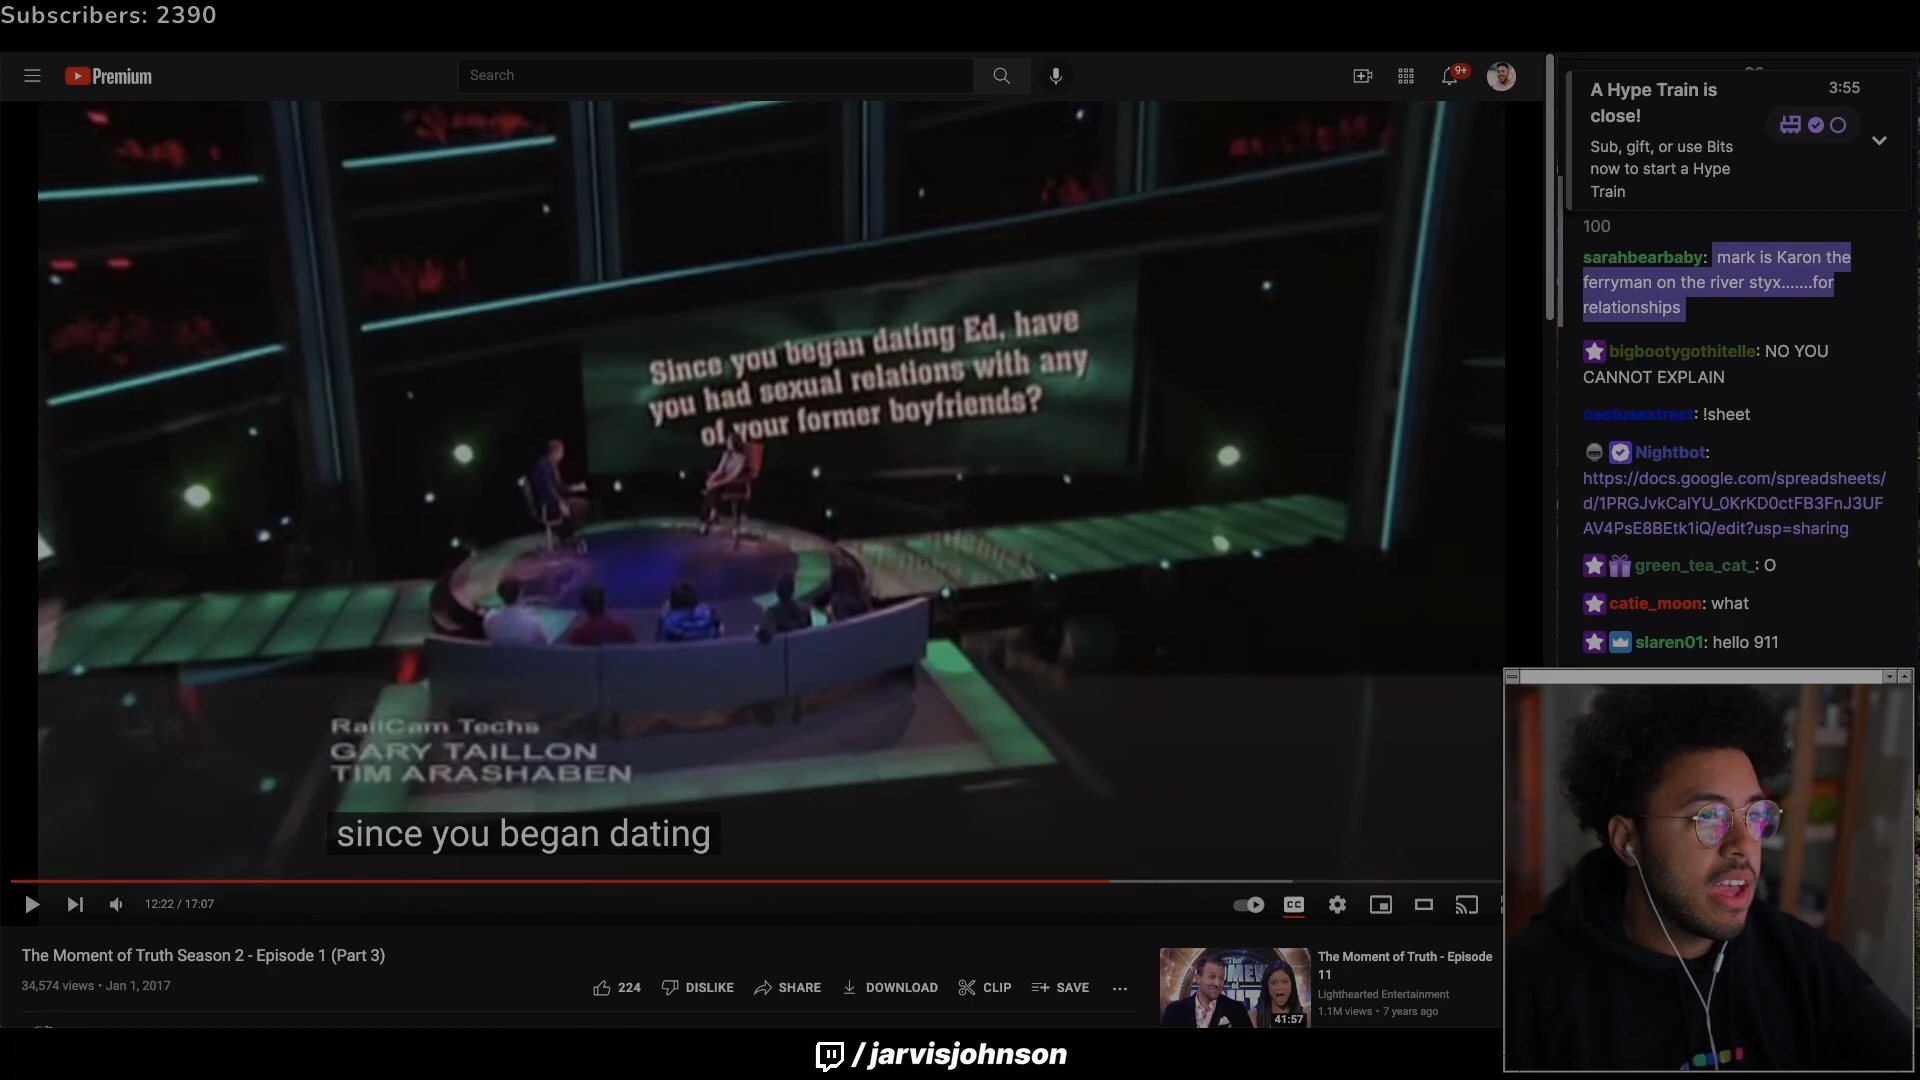 Subscribers: 2390
Premium
Search
9+
A Hype Train is
close!
3:55
Sub, gift, or use Bits
now to start a Hype
Train
100
sarahbearbaby: mark is Karon the
ferryman on the river styx.......for
relationships
bigbootygothitelle: NO YOU
CANNOT EXPLAIN
cactusextract: !sheet
Nightbot:
https://docs.google.com/spreadsheets/
d/1PRGJvkCalYU_0KrKD0ctFB3FnJ3UF
AV4PsE8BEtk1iQ/edit?usp=sharing
green_tea_cat_: O
catie_moon: what
slaren01: hello 911
Since you began dating Ed, have
you had sexual relations with any
of your former boyfriends?
RailCam Techs
GARY TAILLON
TIM ARASHABEN
since you began dating
12:22 / 17:07
CC
The Moment of Truth Season 2 - Episode 1 (Part 3)
34,574 views • Jan 1, 2017
224
DISLIKE
SHARE
DOWNLOAD
CLIP
SAVE
41:57
The Moment of Truth - Episode
11
Lighthearted Entertainment
1.1M views • 7 years ago
/jarvisjohnson